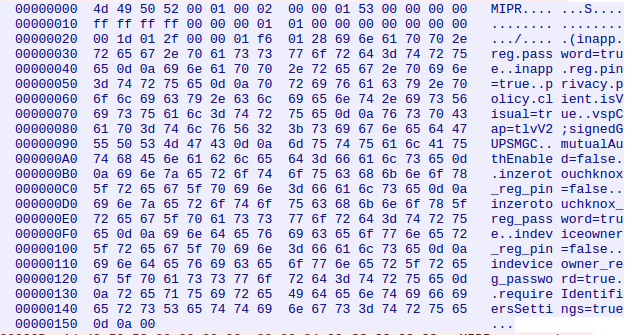 00000000 4d 49 50 52 00 01 00 02 00 00 01 53 00 00 00 00 MIPR.... ...S....
00000010 ff ff ff ff 00 00 00 01 01 00 00 00 00 00 00 00 ........ ........
00000020 00 1d 01 2f 00 00 01 f6 01 28 69 6e 61 70 70 2e .../.... .(inapp.
00000030 72 65 67 2e 70 61 73 73 77 6f 72 64 3d 74 72 75 reg.pass word=tru
00000040 65 0d 0a 69 6e 61 70 70 2e 72 65 67 2e 70 69 6e e..inapp .reg.pin
00000050 3d 74 72 75 65 0d 0a 70 72 69 76 61 63 79 2e 70 =true..p rivacy.p
00000060 6f 6c 69 63 79 2e 63 6c 69 65 6e 74 2e 69 73 56 olicy.cl ient.isV
00000070 69 73 75 61 6c 3d 74 72 75 65 0d 0a 76 73 70 43 isual=tr ue..vspC
00000080 61 70 3d 74 6c 76 56 32 3b 73 69 67 6e 65 64 47 ap=tlvV2 ;signedG
00000090 55 50 53 4d 47 43 0d 0a 6d 75 74 75 61 6c 41 75 UPSMGC.. mutualAu
000000A0 74 68 45 6e 61 62 6c 65 64 3d 66 61 6c 73 65 0d thEnable d=false.
000000B0 0a 69 6e 7a 65 72 6f 74 6f 75 63 68 6b 6e 6f 78 .inzerot ouchknox
000000C0 5f 72 65 67 5f 70 69 6e 3d 66 61 6c 73 65 0d 0a _reg_pin =false..
000000D0 69 6e 7a 65 72 6f 74 6f 75 63 68 6b 6e 6f 78 5f inzeroto uchknox_
000000E0 72 65 67 5f 70 61 73 73 77 6f 72 64 3d 74 72 75 reg_pass word=tru
000000F0 65 0d 0a 69 6e 64 65 76 69 63 65 6f 77 6e 65 72 e..indev iceowner
00000100 5f 72 65 67 5f 70 69 6e 3d 66 61 6c 73 65 0d 0a _reg_pin =false..
00000110 69 6e 64 65 76 69 63 65 6f 77 6e 65 72 5f 72 65 indevice owner_re
00000120 67 5f 70 61 73 73 77 6f 72 64 3d 74 72 75 65 0d g_passwo rd=true.
00000130 0a 72 65 71 75 69 72 65 49 64 65 6e 74 69 66 69 .require Identifi
00000140 65 72 73 53 65 74 74 69 6e 67 73 3d 74 72 75 65 ersSetti ngs=true
00000150 0d 0a 00 ...